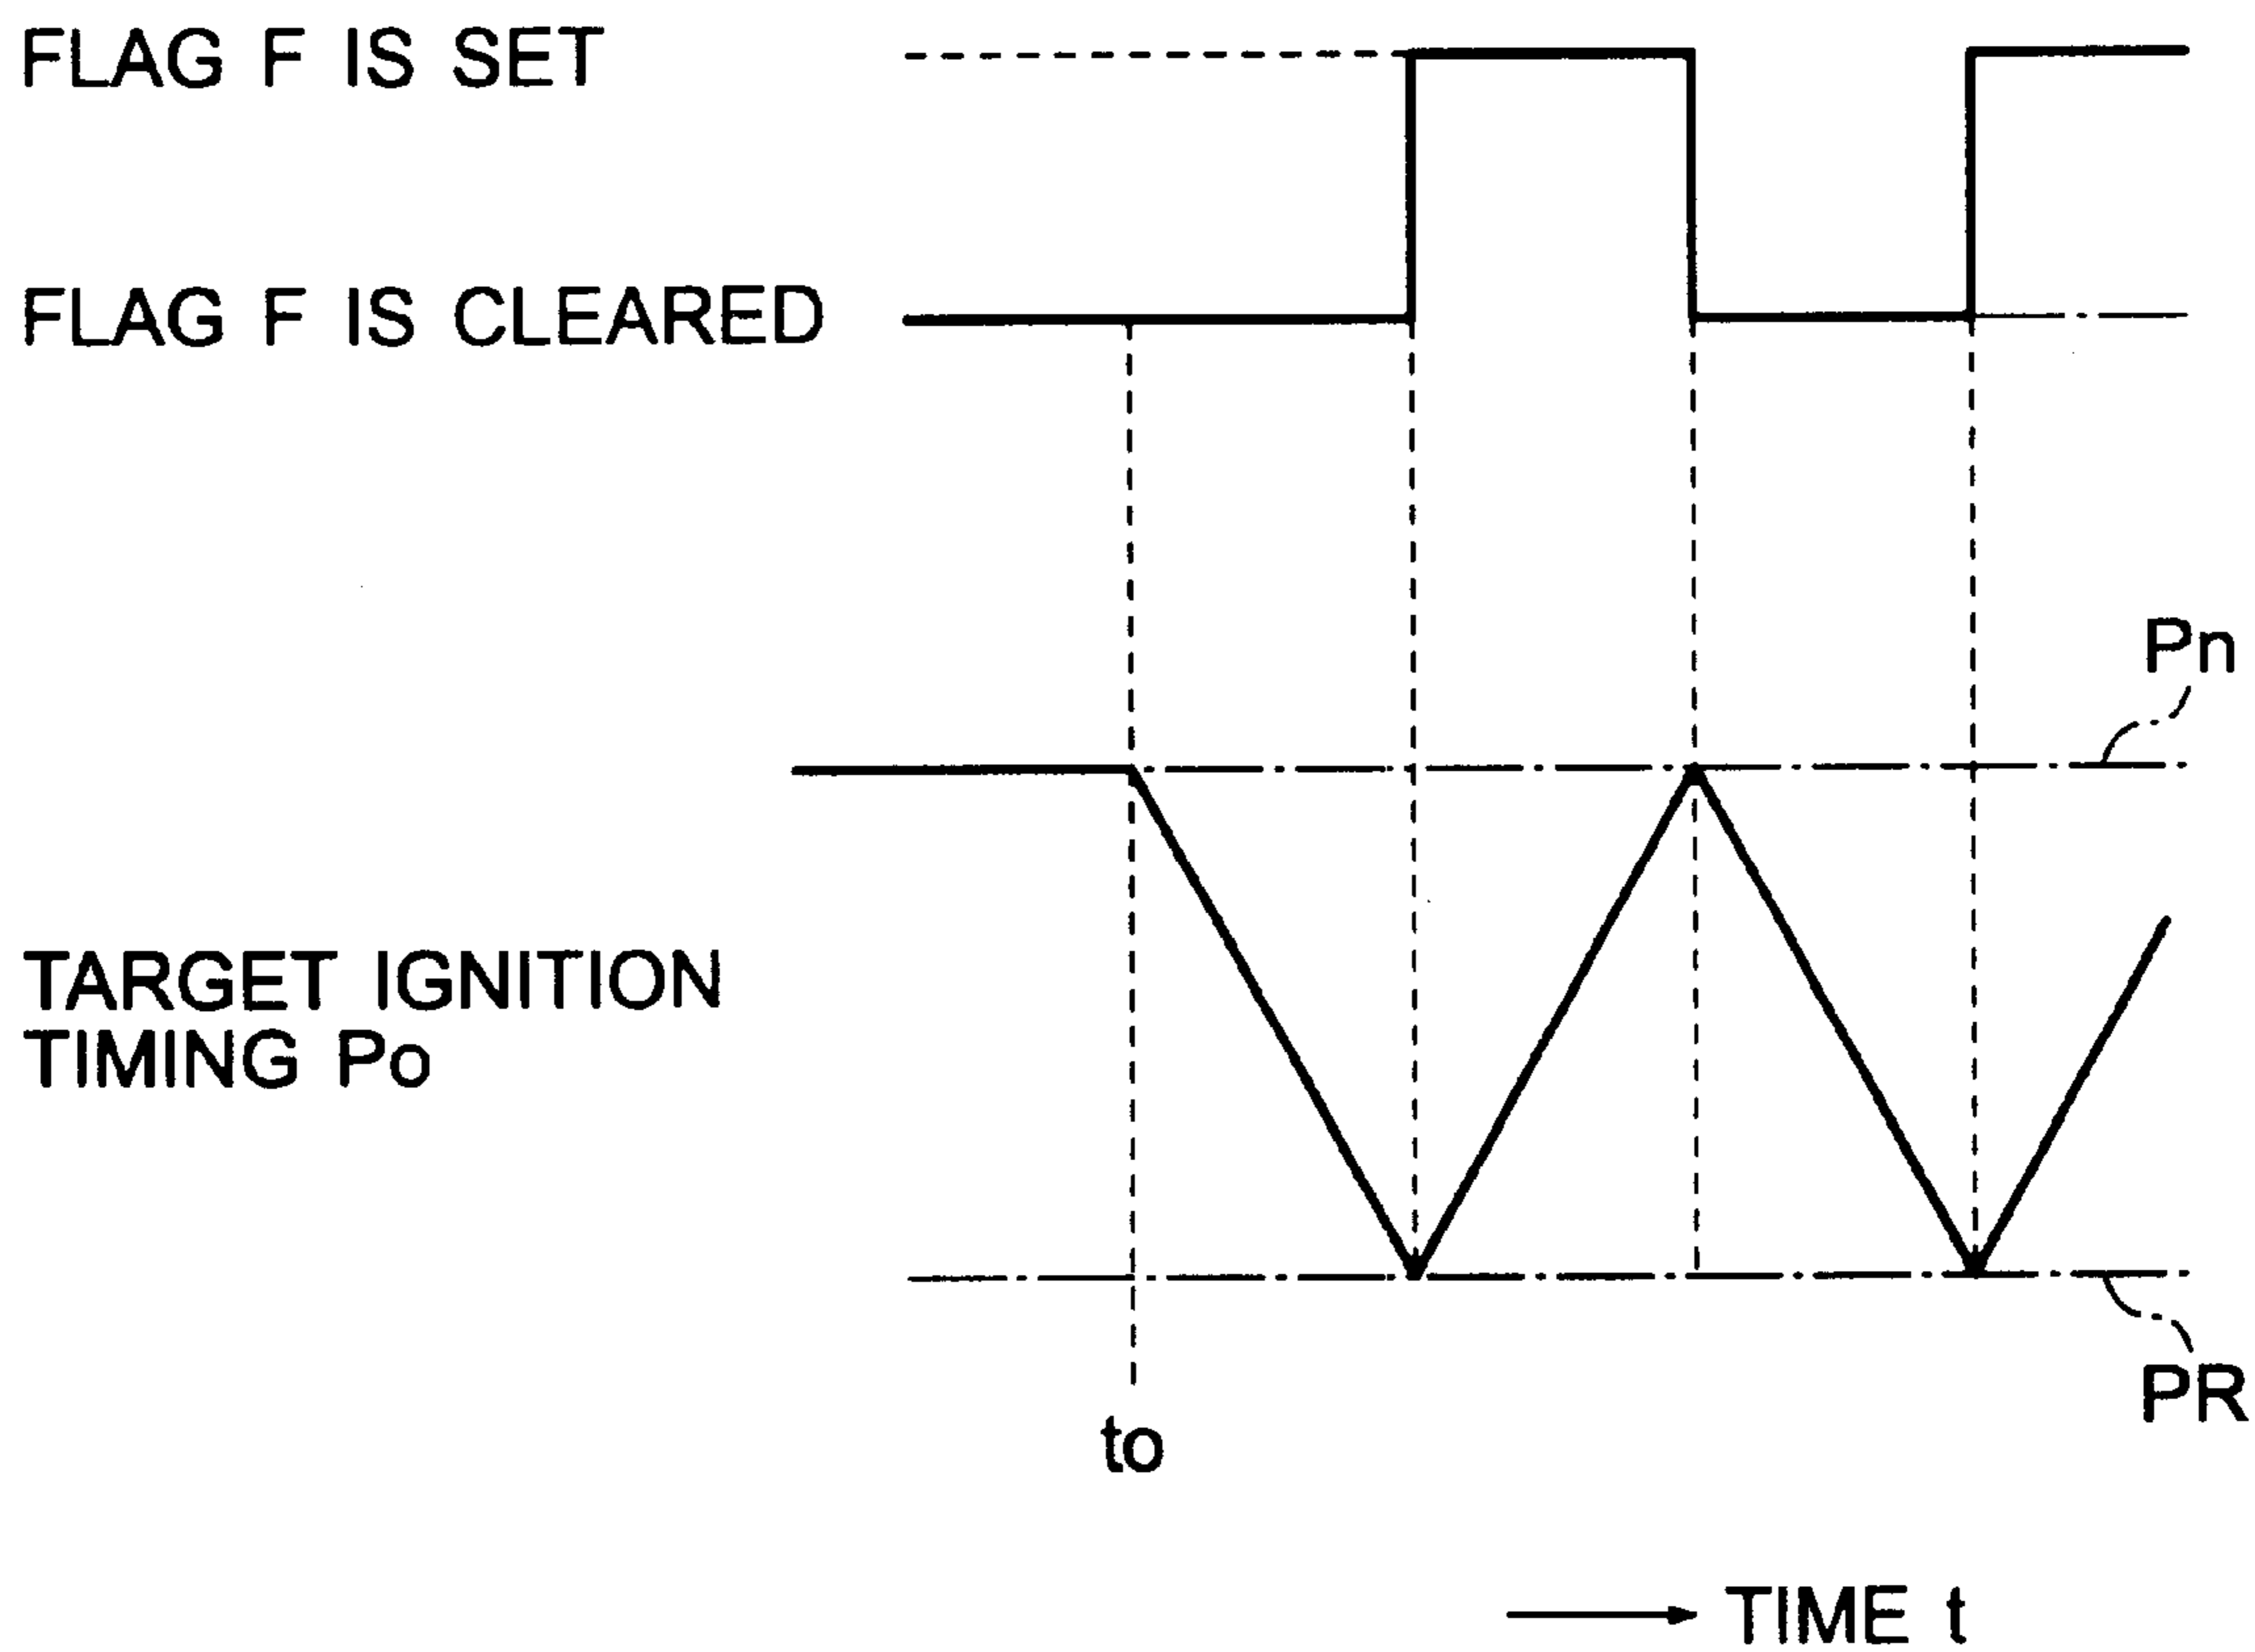 FLAG F IS SET
FLAG F IS CLEARED
Pn
TARGET IGNITION
TIMING Po
PR
to
TIME t